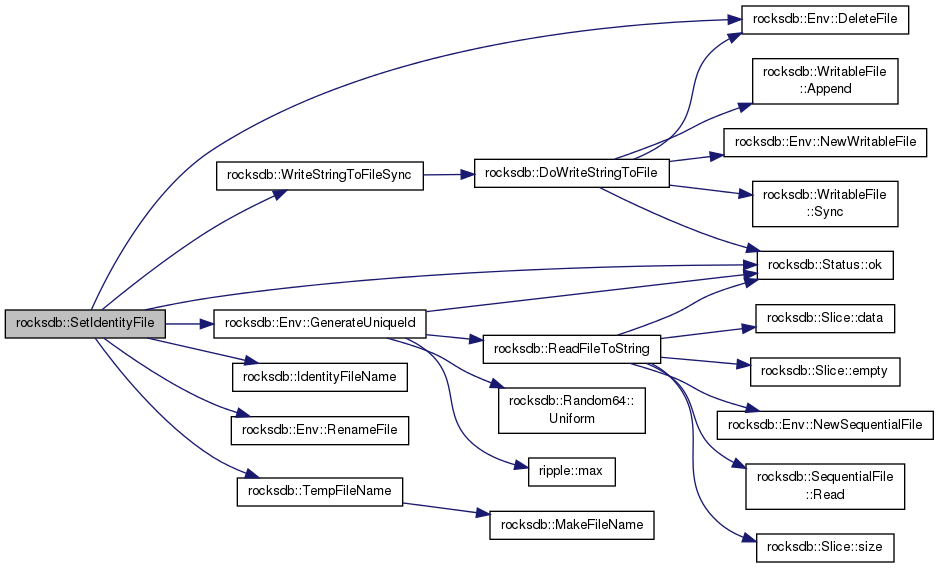 rocksdb::Env::DeleteFile
rocksdb::WritableFile
::Append
rocksdb::Env::NewWritableFile
rocksdb::WriteStringToFileSync
rocksdb::DoWriteStringToFile
rocksdb::WritableFile
::Sync
rocksdb::Status::ok
rocksdb::SetIdentityFile
rocksdb::Env::GenerateUniqueId
rocksdb::Slice::data
rocksdb::ReadFileToString
rocksdb::Slice::empty
rocksdb::IdentityFileName
rocksdb::Random64::
Uniform
rocksdb::Env::NewSequentialFile
rocksdb::Env::RenameFile
ripple::max
rocksdb::SequentialFile
::Read
rocksdb::TempFileName
rocksdb::MakeFileName
rocksdb::Slice::size